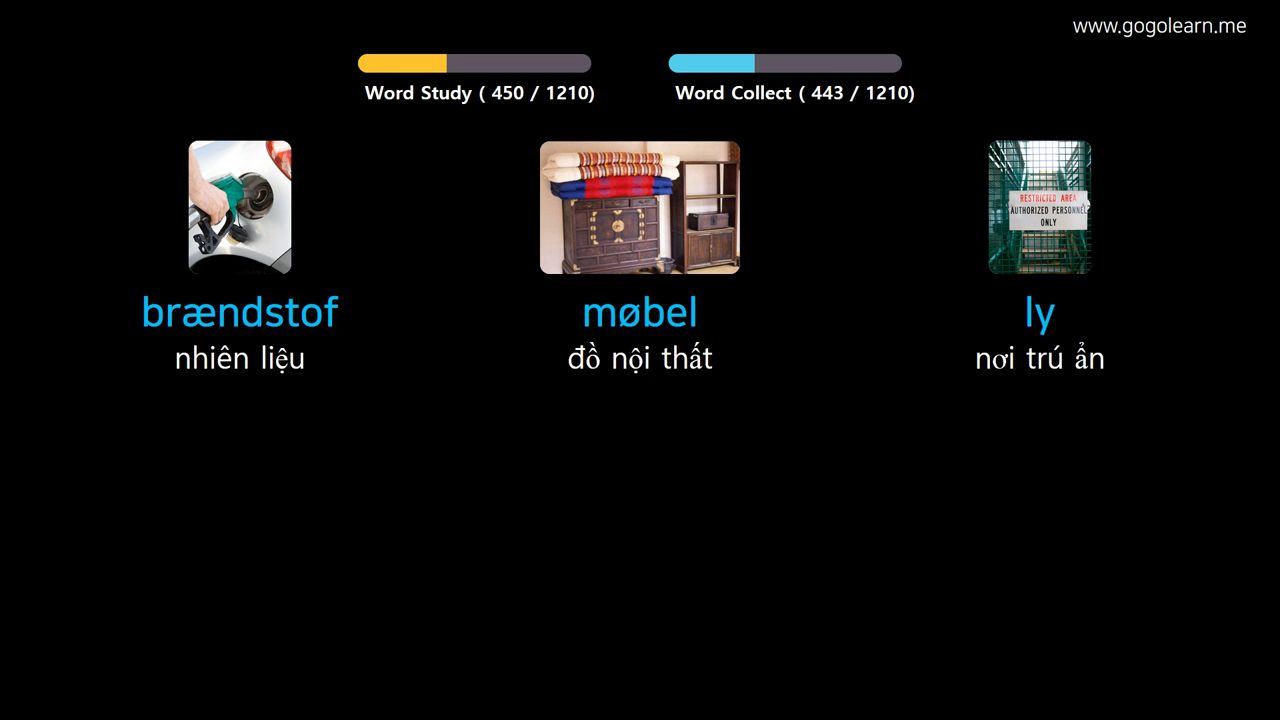 www.gogolearn.me
Word Study ( 450 / 1210)
Word Collect ( 443 / 1210)
RESTRICTED AREA
AUTHORIZED PERSONNEL
ONLY
brændstof
møbel
ly
nhiên liệu
đồ nội thất
nơi trú ẩn